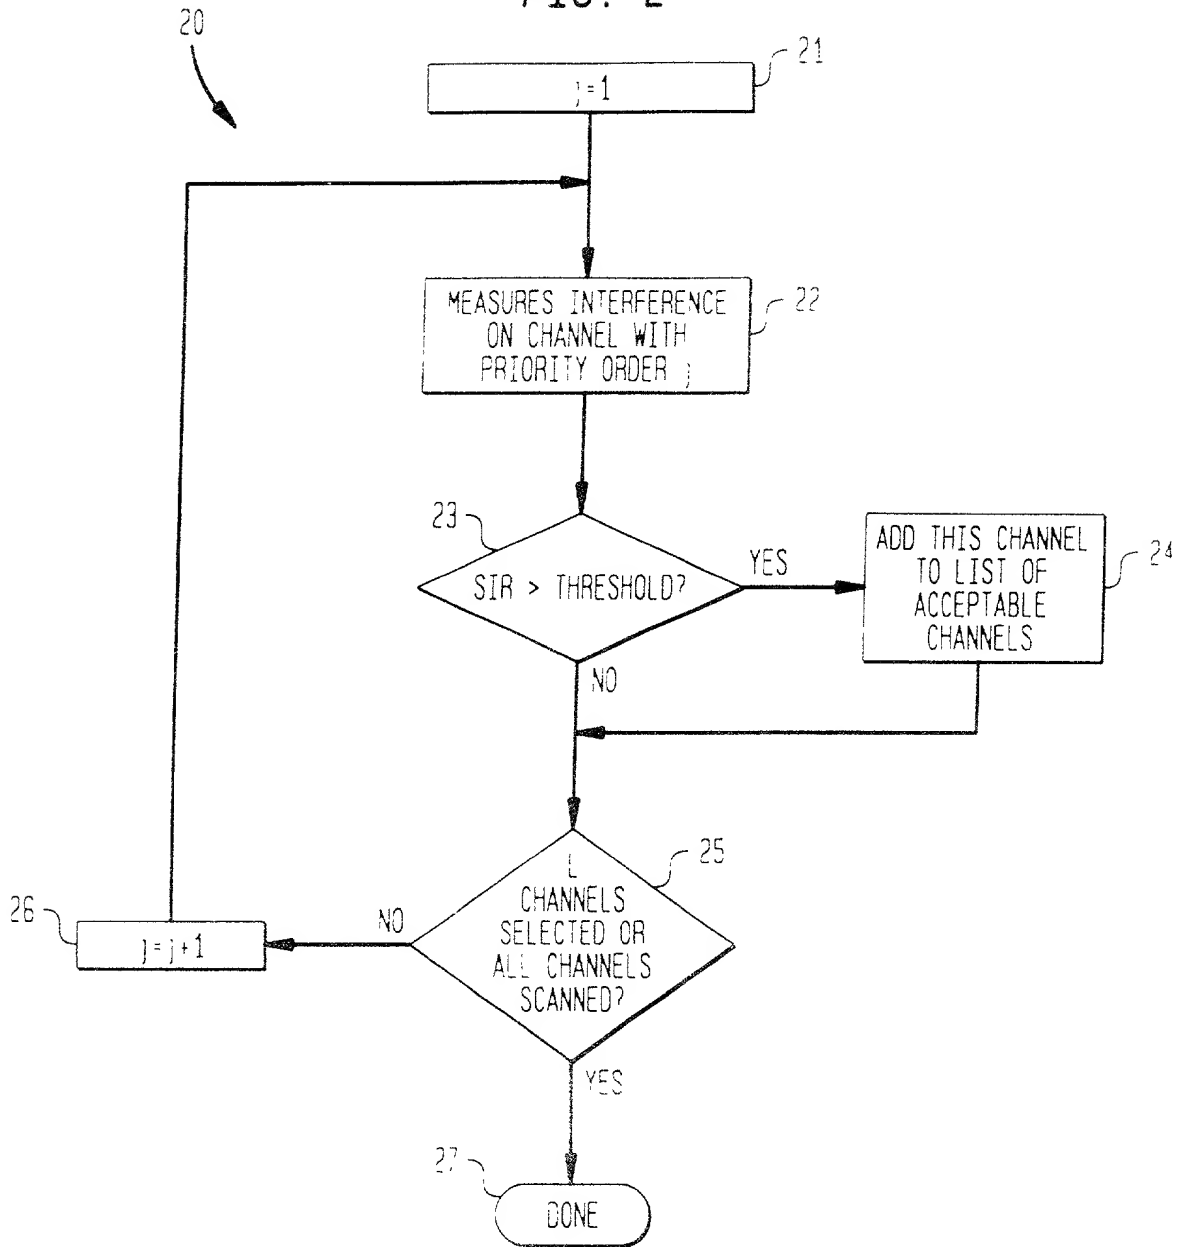 FIG. 2
20
21
j=1
MEASURES INTERFERENCE
ON CHANNEL WITH
PRIORITY ORDER j
22
23
SIR > THRESHOLD?
YES
ADD THIS CHANNEL
TO LIST OF
ACCEPTABLE
CHANNELS
24
NO
25
L
CHANNELS
SELECTED OR
ALL CHANNELS
SCANNED?
NO
26
j=j+1
YES
27
DONE